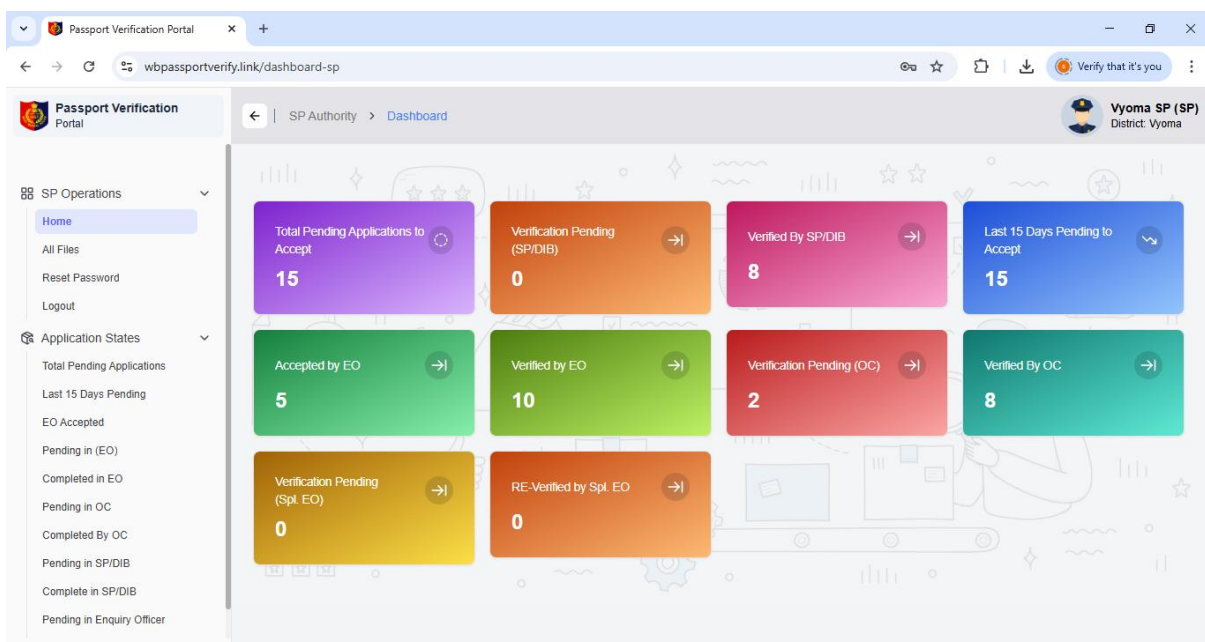 Passport Verification Portal
wbpassportverify.link/dashboard-sp
Verify that it's you
Passport Verification
Portal
SP Authority > Dashboard
Vyoma SP (SP)
District: Vyoma
SP Operations
Home
All Files
Reset Password
Logout
Application States
Total Pending Applications
Last 15 Days Pending
EO Accepted
Pending in (EO)
Completed in EO
Pending in OC
Completed By OC
Pending in SP/DIB
Complete in SP/DIB
Pending in Enquiry Officer
Total Pending Applications to
Accept
15
Verification Pending
(SP/DIB)
0
Verified By SP/DIB
8
Last 15 Days Pending to
Accept
15
Accepted by EO
5
Verified by EO
10
Verification Pending (OC)
2
Verified By OC
8
Verification Pending
(Spl. EO)
0
RE-Verified by Spl. EO
0